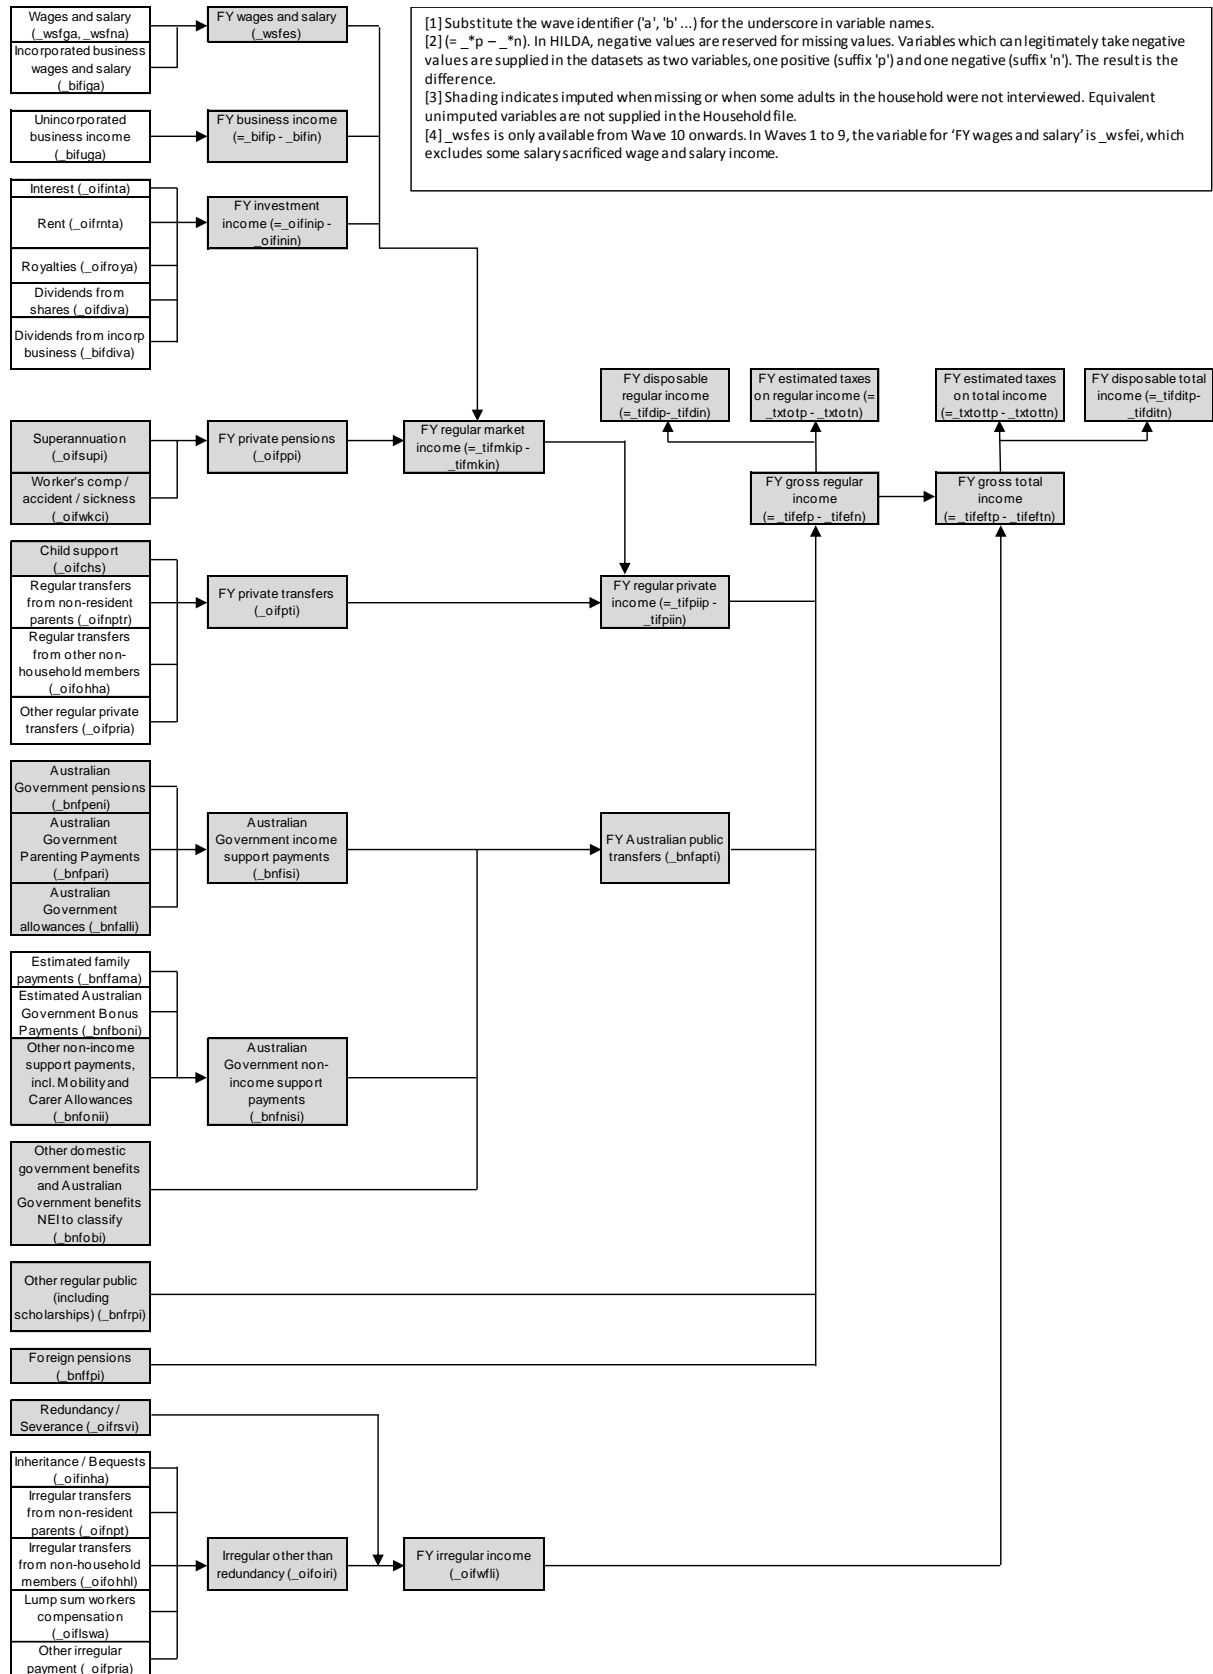 Wages and salary
(_wsfga, _wsfna)
Incorporated business
wages and salary
(_bifiga)
FY wages and salary
(_wsfes)
[1] Substitute the wave identifier ('a', 'b' ...) for the underscore in variable names.
[2] (= _*p – _*n). In HILDA, negative values are reserved for missing values. Variables which can legitimately take negative
values are supplied in the datasets as two variables, one positive (suffix 'p') and one negative (suffix 'n'). The result is the
difference.
[3] Shading indicates imputed when missing or when some adults in the household were not interviewed. Equivalent
unimputed variables are not supplied in the Household file.
[4] _wsfes is only available from Wave 10 onwards. In Waves 1 to 9, the variable for ‘FY wages and salary’ is _wsfei, which
excludes some salary sacrificed wage and salary income.
Unincorporated
business income
(_bifuga)
FY business income
(=_bifip - _bifin)
Interest (_oifinta)
Rent (_oifrnta)
Royalties (_oifroya)
Dividends from
shares (_oifdiva)
Dividends from incorp
business (_bifdiva)
FY investment
income (=_oifinip -
_oifinin)
FY disposable
regular income
(=_tifdip-_tifdin)
FY estimated taxes
on regular income (=
_txtotp - _txtotn)
FY estimated taxes
on total income
(=_txtottp - _txtottn)
FY disposable total
income (=_tifditp-
_tifditn)
Superannuation
(_oifsupi)
Worker's comp /
accident / sickness
(_oifwkci)
FY private pensions
(_oifppi)
FY regular market
income (=_tifmkip -
_tifmkin)
FY gross regular
income
(= _tifefp - _tifefn)
FY gross total
income
(= _tifeftp - _tifeftn)
Child support
(_oifchs)
Regular transfers
from non-resident
parents (_oifnptr)
Regular transfers
from other non-
household members
(_oifohha)
Other regular private
transfers (_oifpria)
FY private transfers
(_oifpti)
FY regular private
income (=_tifpiip -
_tifpiin)
Australian
Government pensions
(_bnfpeni)
Australian
Government
Parenting Payments
(_bnfpari)
Australian
Government
allowances (_bnfalli)
Australian
Government income
support payments
(_bnfisi)
FY Australian public
transfers (_bnfapti)
Estimated family
payments (_bnffama)
Estimated Australian
Government Bonus
Payments (_bnfboni)
Other non-income
support payments,
incl. Mobility and
Carer Allowances
(_bnfonii)
Australian
Government non-
income support
payments
(_bnfnisi)
Other domestic
government benefits
and Australian
Government benefits
NEI to classify
(_bnfobi)
Other regular public
(including
scholarships) (_bnfrpi)
Foreign pensions
(_bnffpi)
Redundancy /
Severance (_oifrsvi)
Inheritance / Bequests
(_oifinha)
Irregular transfers
from non-resident
parents (_oifnpt)
Irregular transfers
from non-household
members (_oifohhl)
Lump sum workers
compensation
(_oiflswa)
Other irregular
payment (_oifpria)
Irregular other than
redundancy (_oifoiri)
FY irregular income
(_oifwfli)